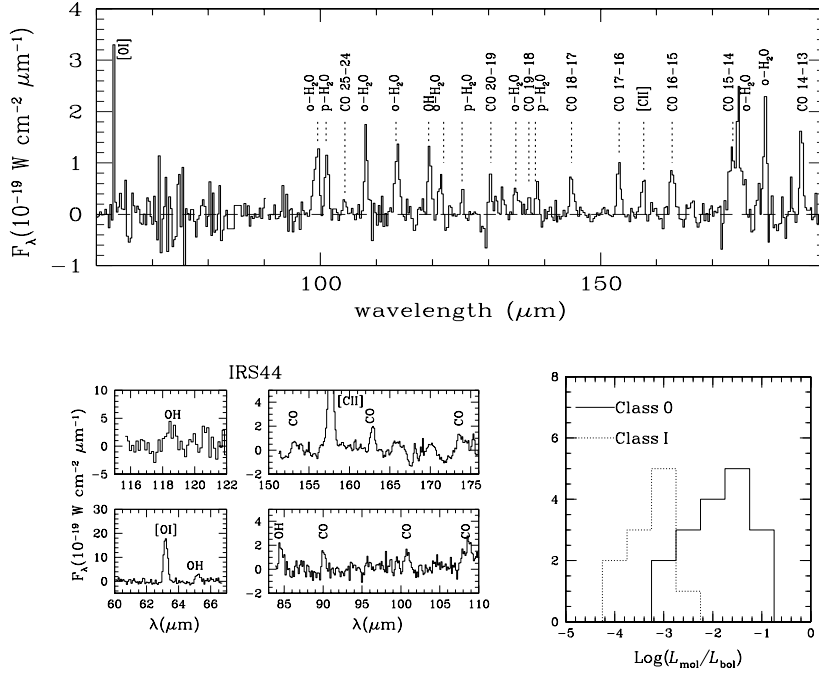 F_λ(10⁻¹⁹ W cm⁻² μm⁻¹)
4
3
2
1
0
−1
[OI]
o−H₂O
p−H₂O
CO 25−24
o−H₂O
o−H₂O
OH
o−H₂O
p−H₂O
CO 20−19
o−H₂O
CO 19−18
p−H₂O
CO 18−17
CO 17−16
[CII]
CO 16−15
CO 15−14
o−H₂O
o−H₂O
CO 14−13
100
150
wavelength (μm)
IRS44
F_λ(10⁻¹⁹ W cm⁻² μm⁻¹)
10
5
0
−5
OH
116 118 120 122
4
2
0
−2
CO
[CII]
CO
CO
150 155 160 165 170 175
30
20
10
0
[OI]
OH
60 62 64 66
λ(μm)
4
2
0
−2
OH
CO
CO
CO
85 90 95 100 105 110
λ(μm)
8
6
4
2
0
Class 0
Class I
−5 −4 −3 −2 −1 0
Log(L_mol/L_bol)